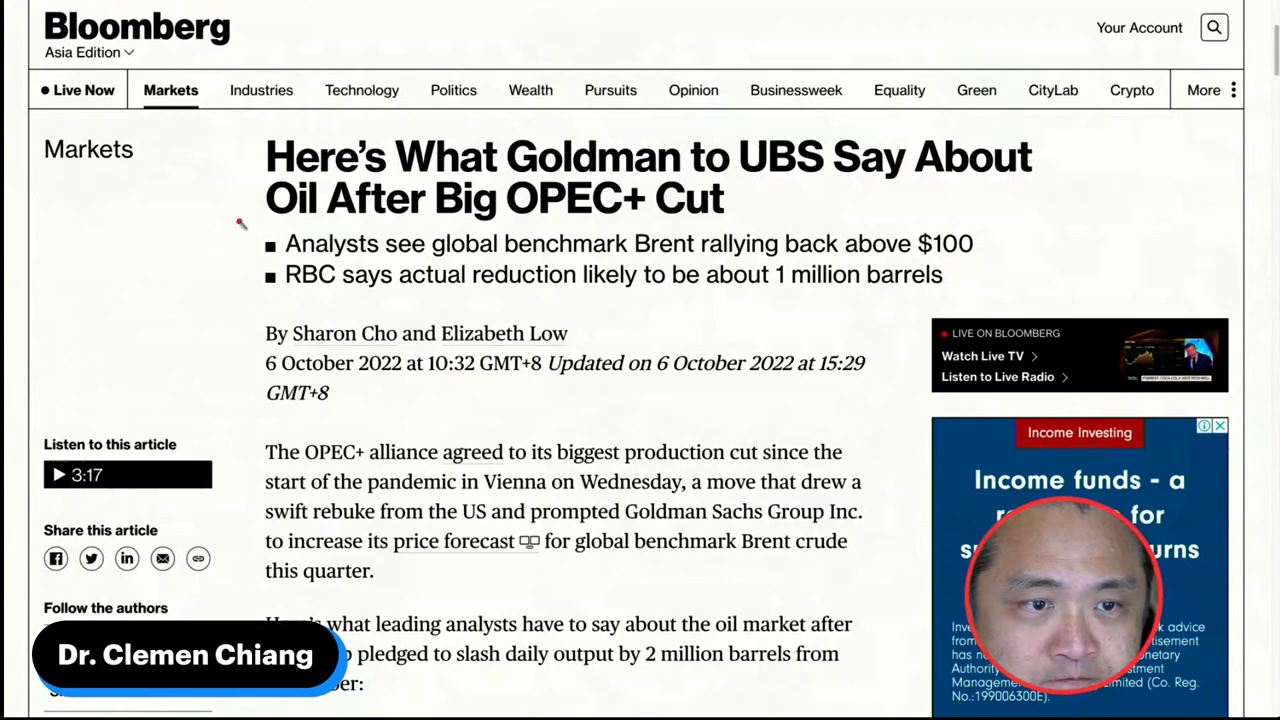 Bloomberg
Asia Edition
Your Account
Live Now
Markets
Industries
Technology
Politics
Wealth
Pursuits
Opinion
Businessweek
Equality
Green
CityLab
Crypto
More
Markets
Here's What Goldman to UBS Say About
Oil After Big OPEC+ Cut
Analysts see global benchmark Brent rallying back above $100
RBC says actual reduction likely to be about 1 million barrels
By Sharon Cho and Elizabeth Low
6 October 2022 at 10:32 GMT+8 Updated on 6 October 2022 at 15:29
GMT+8
LIVE ON BLOOMBERG
Watch Live TV
Listen to Live Radio
Listen to this article
3:17
Share this article
Follow the authors
The OPEC+ alliance agreed to its biggest production cut since the
start of the pandemic in Vienna on Wednesday, a move that drew a
swift rebuke from the US and prompted Goldman Sachs Group Inc.
to increase its price forecast for global benchmark Brent crude
this quarter.
what leading analysts have to say about the oil market after
pledged to slash daily output by 2 million barrels from
Income Investing
Income funds - a
for
Limited (Co. Reg.
No.:199006300E).
Dr. Clemen Chiang